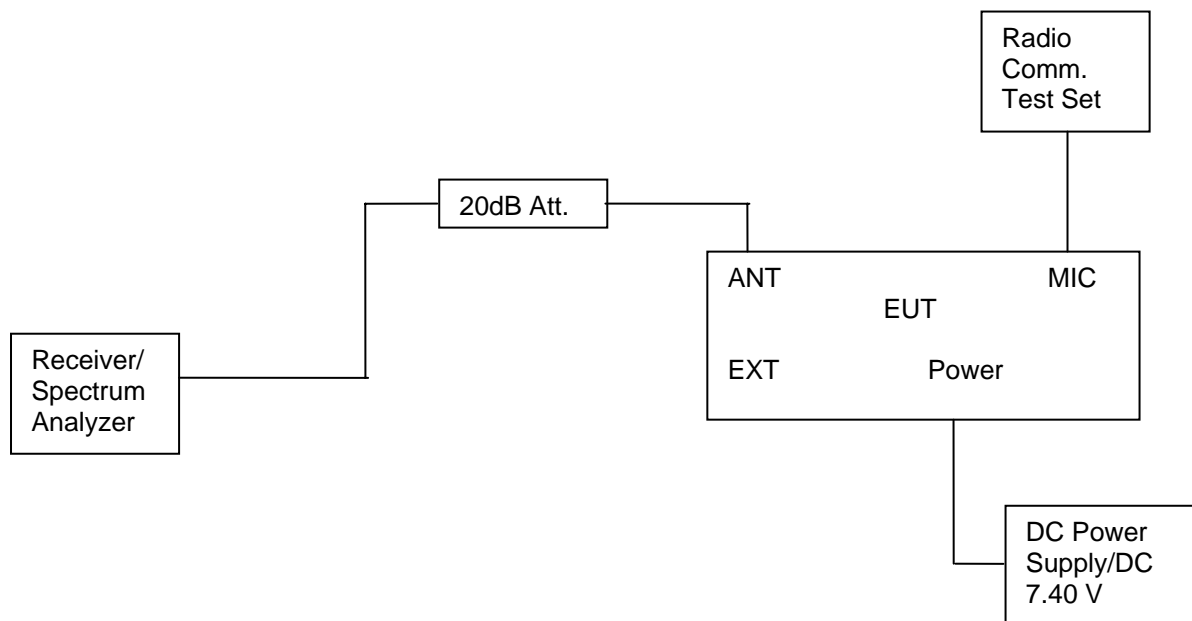 Radio
Comm.
Test Set
20dB Att.
ANT
MIC
EUT
Receiver/
Spectrum
Analyzer
EXT
Power
DC Power
Supply/DC
7.40 V